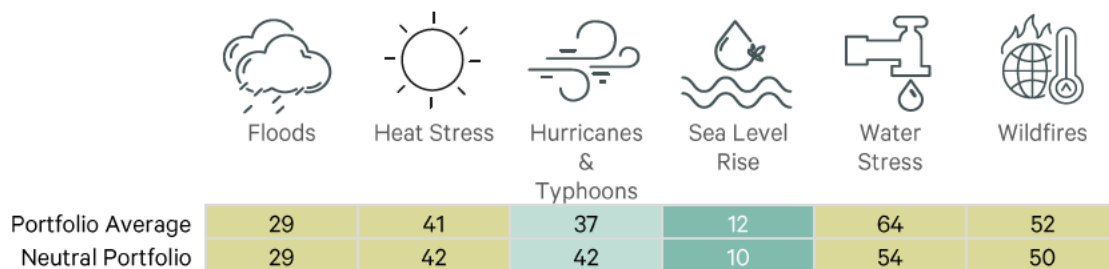 Floods
Heat Stress
Hurricanes
&
Typhoons
Sea Level
Rise
Water
Stress
Wildfires
Portfolio Average 29 41 37 12 64 52
Neutral Portfolio 29 42 42 10 54 50